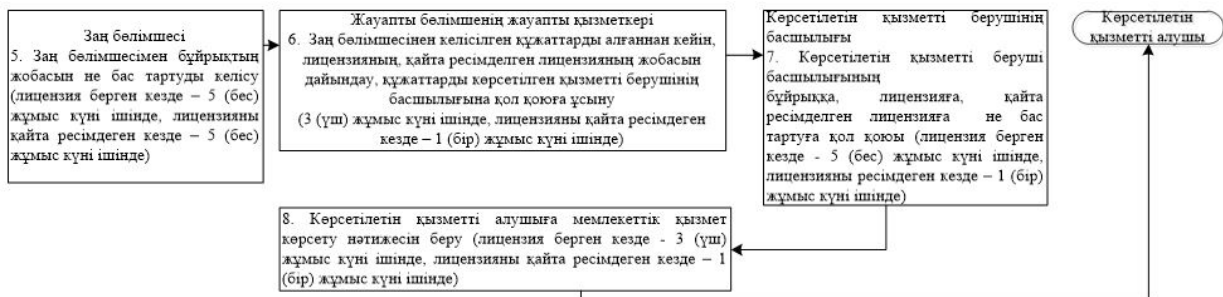 Заң бөлімшесі
5. Заң бөлімшесімен бұйрықтың
жобасын не бас тартуды келісу
(лицензия берген кезде – 5 (бес)
жұмыс күні ішінде, лицензияны
қайта ресімдеген кезде – 5 (бес)
жұмыс күні ішінде)
Жауапты бөлімшенің жауапты қызметкері
6. Заң бөлімшесінен келісілген құжаттарды алғаннан кейін,
лицензияның, қайта ресімделген лицензияның жобасын
дайындау, құжаттарды көрсетілген қызметті берушінің
басшылығына қол қоюға ұсыну
(3 (үш) жұмыс күні ішінде, лицензияны қайта ресімдеген
кезде – 1 (бір) жұмыс күні ішінде)
Көрсетілетін қызметті берушінің
басшылығы
7. Көрсетілетін қызметті беруші
басшылығының
бұйрыққа, лицензияға, қайта
ресімделген лицензияға не бас
тартуға қол қоюы (лицензия берген
кезде - 5 (бес) жұмыс күні ішінде,
лицензияны ресімдеген кезде – 1 (бір)
жұмыс күні ішінде)
Көрсетілетін
қызметті алушы
8. Көрсетілетін қызметті алушыға мемлекеттік қызмет
көрсету нәтижесін беру (лицензия берген кезде - 3 (үш)
жұмыс күні ішінде, лицензияны қайта ресімдеген кезде – 1
(бір) жұмыс күні ішінде)